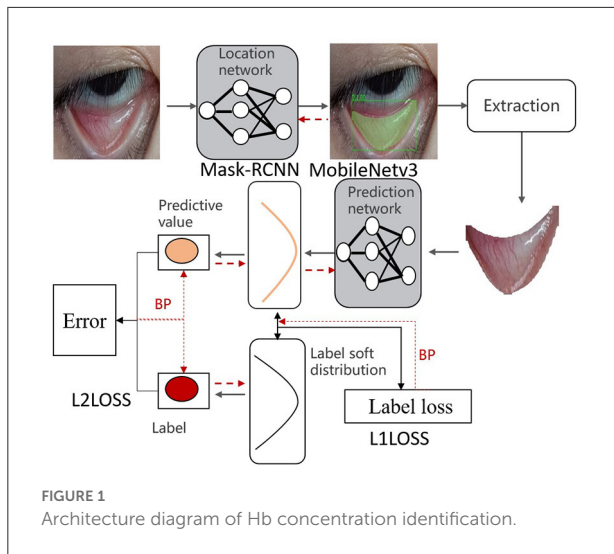 Location
network
Extraction
Mask-RCNN
MobileNetv3
Predictive
value
Prediction
network
BP
Error
Label soft
distribution
BP
L2LOSS
Label
Label loss
L1LOSS
FIGURE 1
Architecture diagram of Hb concentration identification.